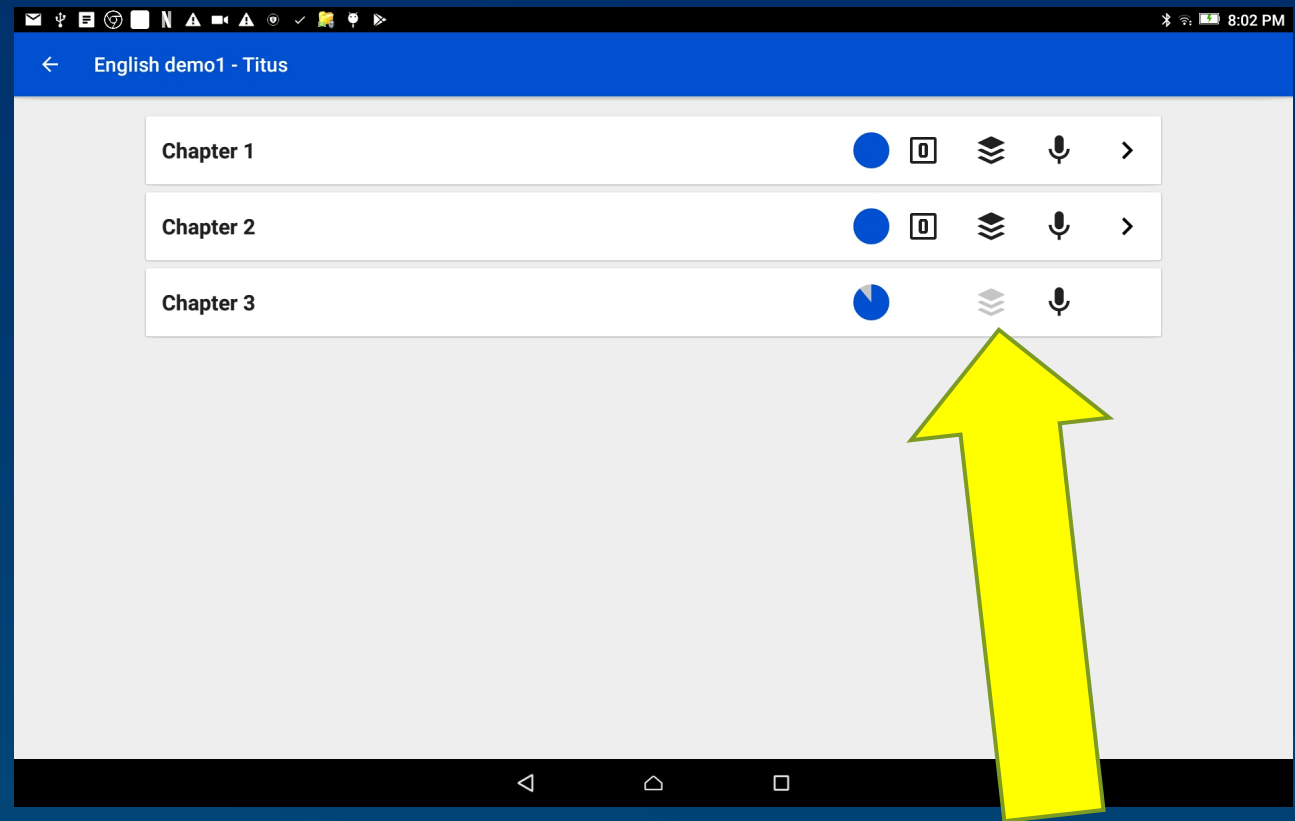 8:02 PM
English demo1 - Titus
Chapter 1
0
Chapter 2
0
Chapter 3